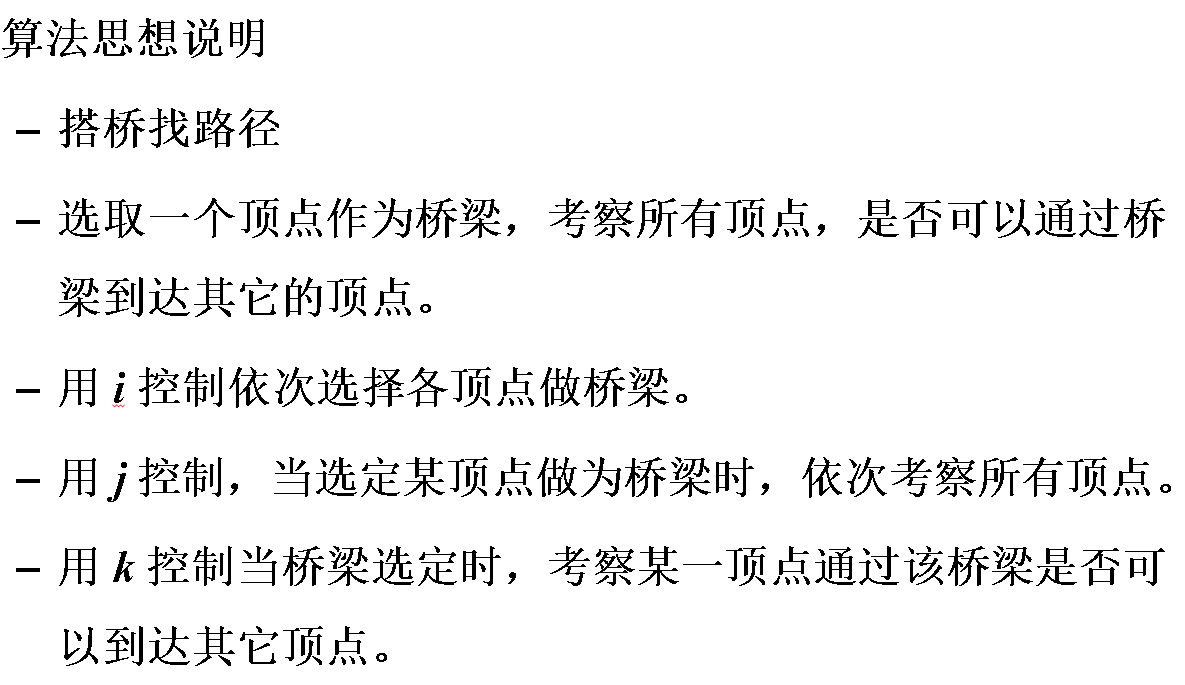 算法思想说明
– 搭桥找路径
– 选取一个顶点作为桥梁，考察所有顶点，是否可以通过桥
梁到达其它的顶点。
– 用 i 控制依次选择各顶点做桥梁。
– 用 j 控制，当选定某顶点做为桥梁时，依次考察所有顶点。
– 用 k 控制当桥梁选定时，考察某一顶点通过该桥梁是否可
以到达其它顶点。